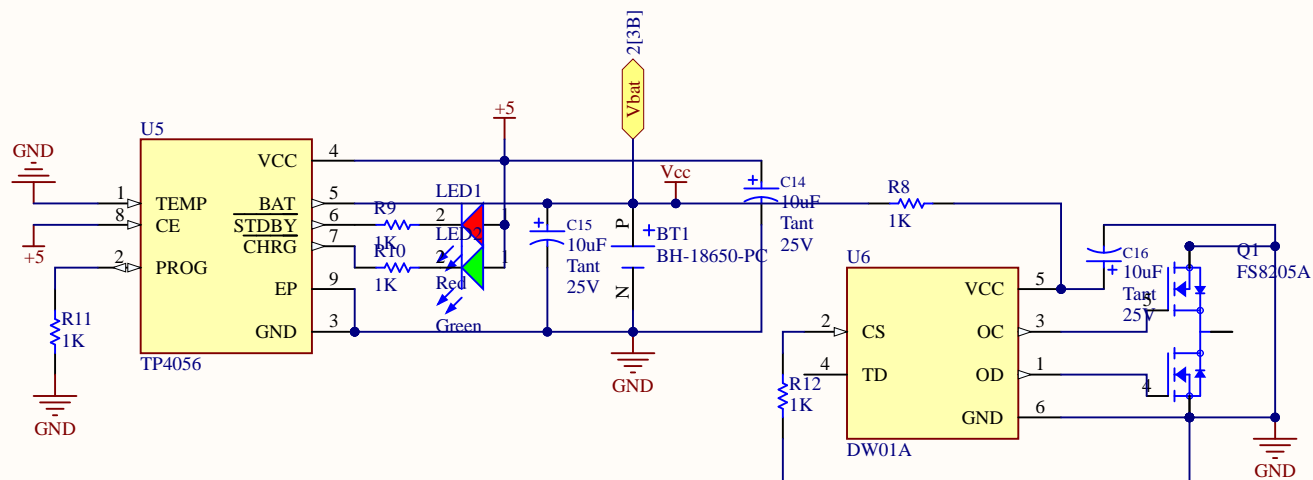 2[3B]
Vbat
+5
U5
GND
VCC 4
Vcc
1 TEMP
BAT 5
LED1
C14
10uF
Tant
25V
R8
1K
8 CE
STDBY 6
R9
1K
2 1
+5
CHRG 7
R10
1K
LED2
2 1
C15
10uF
Tant
25V
P
BT1
BH-18650-PC
N
C16
10uF
Tant
25V
Q1
FS8205A
2 PROG
EP 9
Red
Green
U6
VCC 5
R11
1K
GND 3
2 CS
OC 3
5
TP4056
GND
4 TD
OD 1
4
R12
1K
GND 6
GND
DW01A
GND